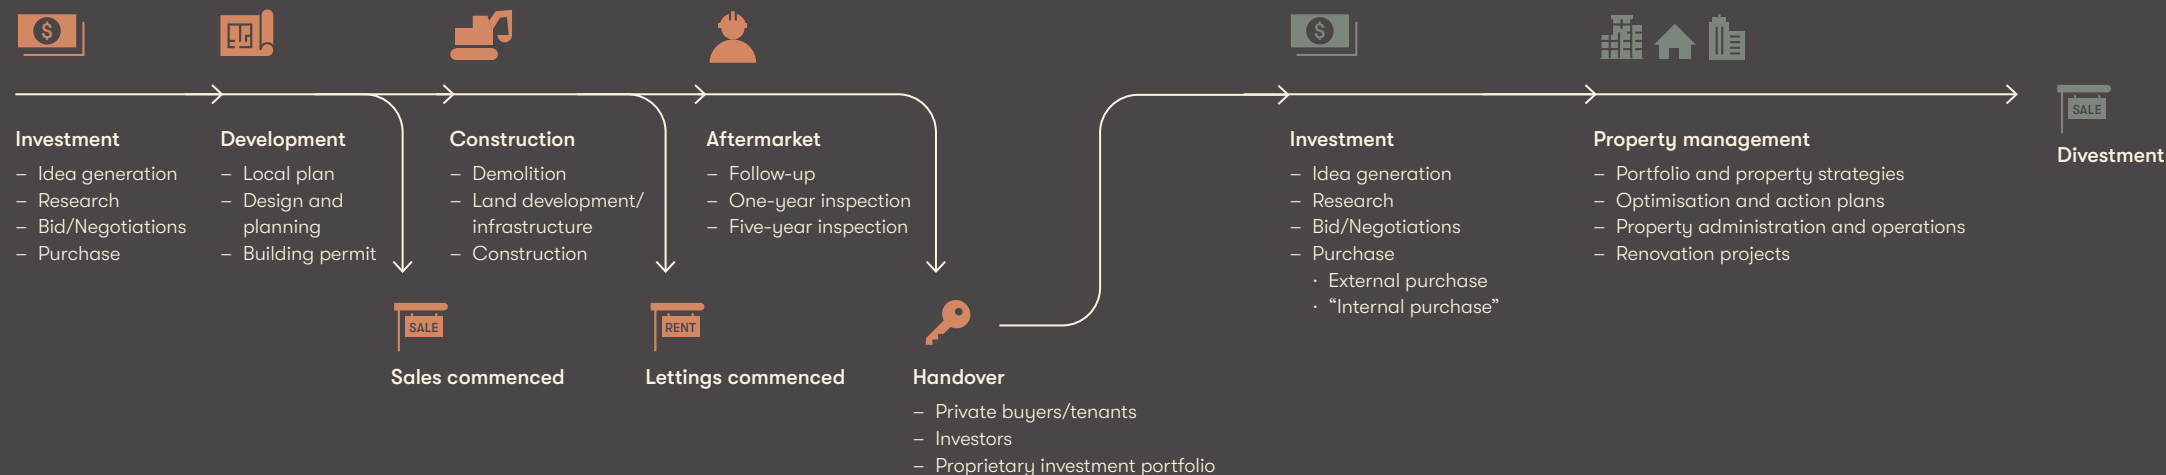 Investment
– Idea generation
– Research
– Bid/Negotiations
– Purchase
Development
– Local plan
– Design and
planning
– Building permit
SALE
Sales commenced
Construction
– Demolition
– Land development/
infrastructure
– Construction
RENT
Lettings commenced
Aftermarket
– Follow-up
– One-year inspection
– Five-year inspection
Handover
– Private buyers/tenants
– Investors
– Proprietary investment portfolio
$
$
Investment
– Idea generation
– Research
– Bid/Negotiations
– Purchase
· External purchase
· “Internal purchase”
Property management
– Portfolio and property strategies
– Optimisation and action plans
– Property administration and operations
– Renovation projects
SALE
Divestment